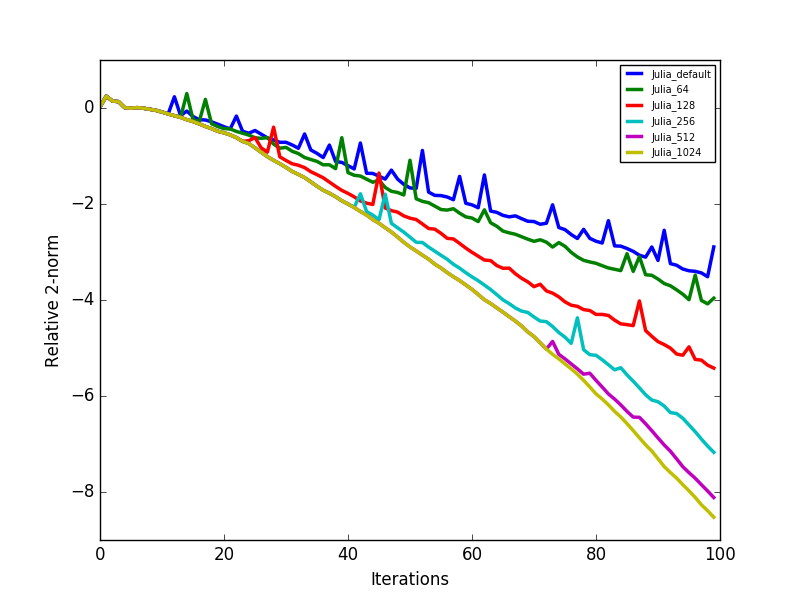 Julia_default
Julia_64
Julia_128
Julia_256
Julia_512
Julia_1024
0
−2
−4
−6
−8
Relative 2-norm
0 20 40 60 80 100
Iterations